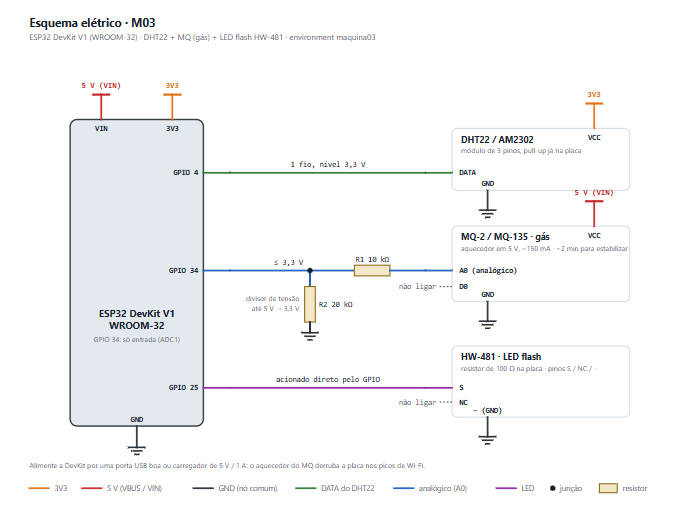 Esquema elétrico · M03
ESP32 DevKit V1 (WROOM-32) · DHT22 + MQ (gás) + LED flash HW-481 · environment maquina03
5 V (VIN)
3V3
VIN
3V3
GPIO 4
GPIO 34
ESP32 DevKit V1
WROOM-32
GPIO 34: só entrada (ADC1)
GPIO 25
GND
1 fio, nível 3,3 V
≤ 3,3 V
R1 10 kΩ
divisor de tensão
até 5 V → 3,3 V
R2 20 kΩ
acionado direto pelo GPIO
3V3
DHT22 / AM2302
VCC
módulo de 3 pinos, pull-up já na placa
DATA
GND
5 V (VIN)
MQ-2 / MQ-135 · gás
VCC
aquecedor em 5 V, ~150 mA · ~2 min para estabilizar
A0 (analógico)
não ligar
D0
GND
HW-481 · LED flash
resistor de 100 Ω na placa · pinos S / NC / -
S
não ligar
NC
- (GND)
Alimente a DevKit por uma porta USB boa ou carregador de 5 V / 1 A: o aquecedor do MQ derruba a placa nos picos de Wi-Fi.
3V3
5 V (VBUS / VIN)
GND (nó comum)
DATA do DHT22
analógico (A0)
LED
junção
resistor